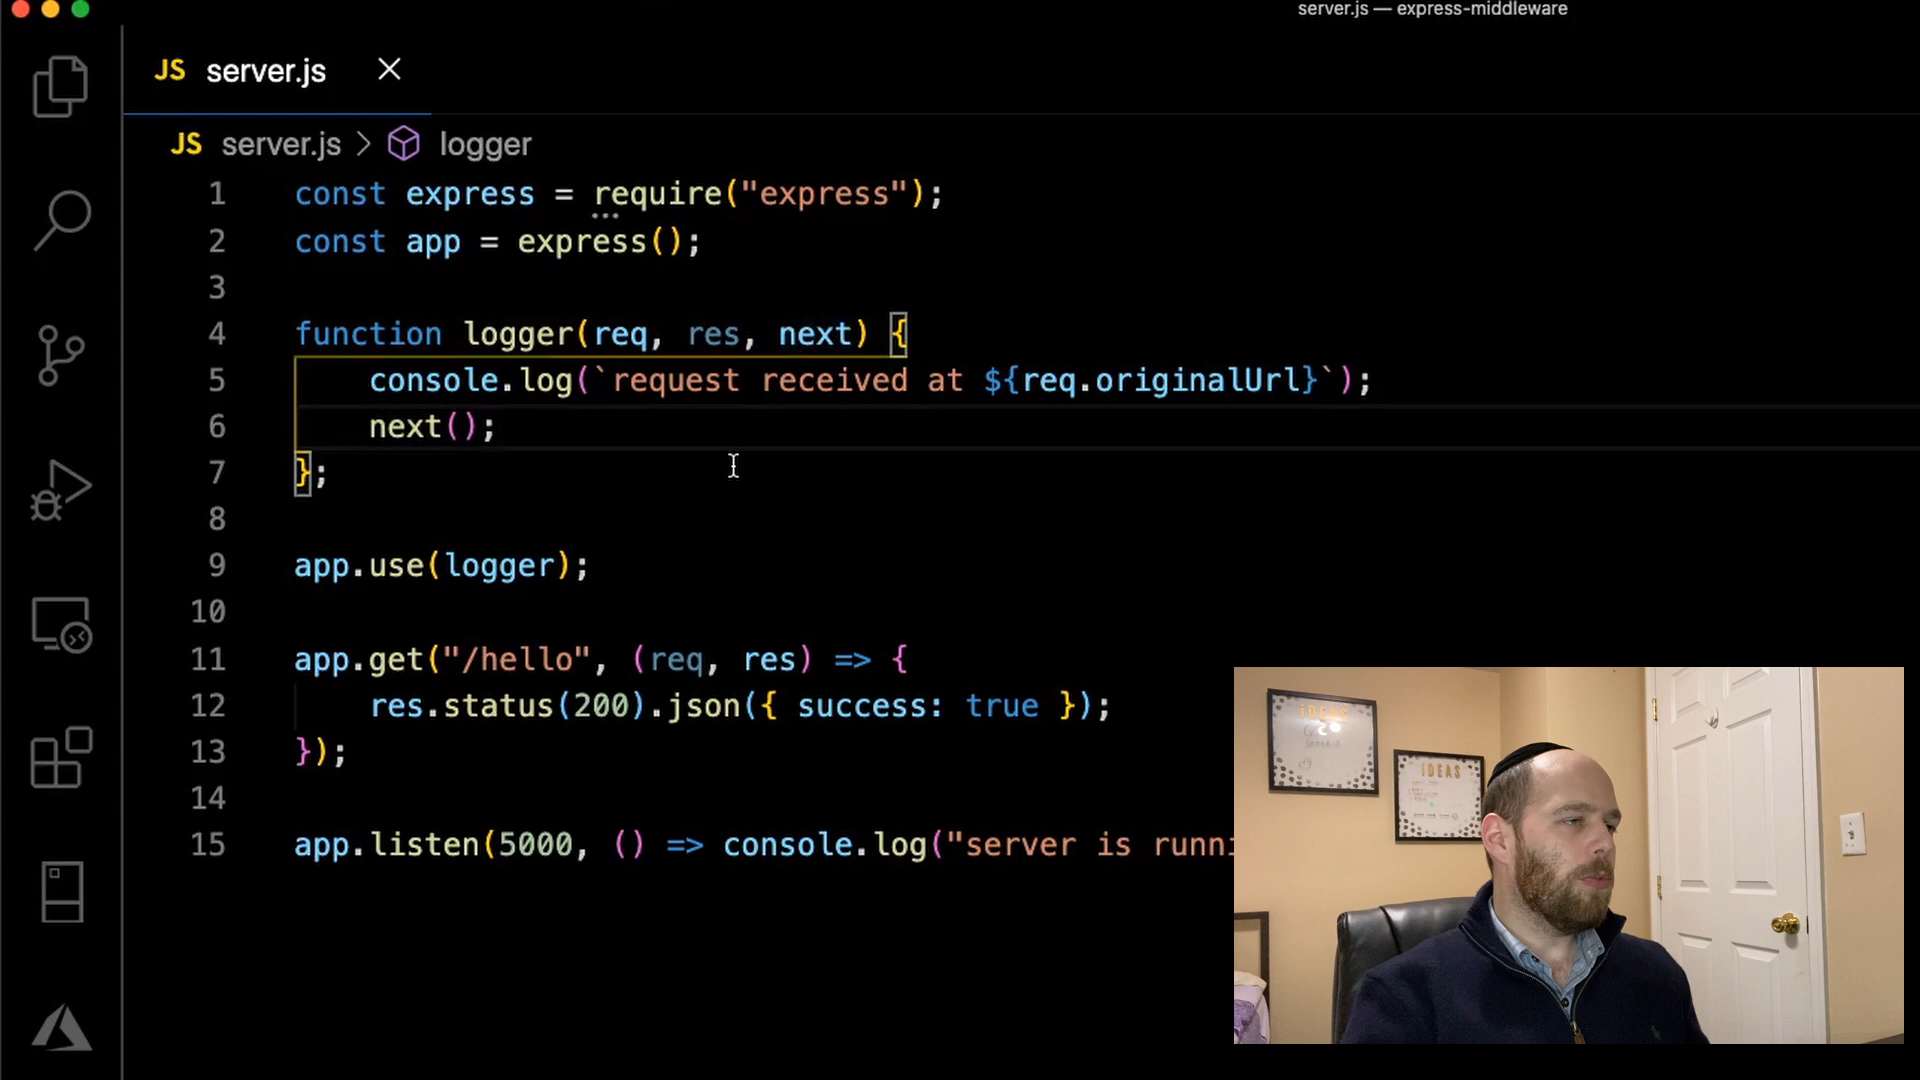 server.js — express-middleware
JS server.js
JS server.js > logger
1 const express = require("express");
2 const app = express();
3
4 function logger(req, res, next) {
5 console.log(`request received at ${req.originalUrl}`);
6 next();
7 };
8
9 app.use(logger);
10
11 app.get("/hello", (req, res) => {
12 res.status(200).json({ success: true });
13 });
14
15 app.listen(5000, () => console.log("server is runni
IDEAS
IDEAS